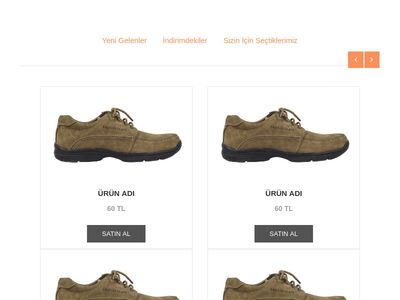 Yeni Gelenler İndirimdekiler Sizin İçin Seçtiklerimiz
ÜRÜN ADI ÜRÜN ADI
60 TL 60 TL
SATIN AL SATIN AL